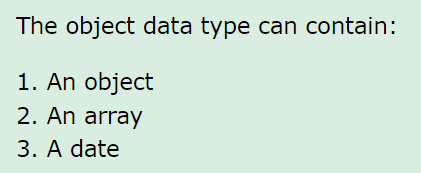 The object data type can contain:
1. An object
2. An array
3. A date